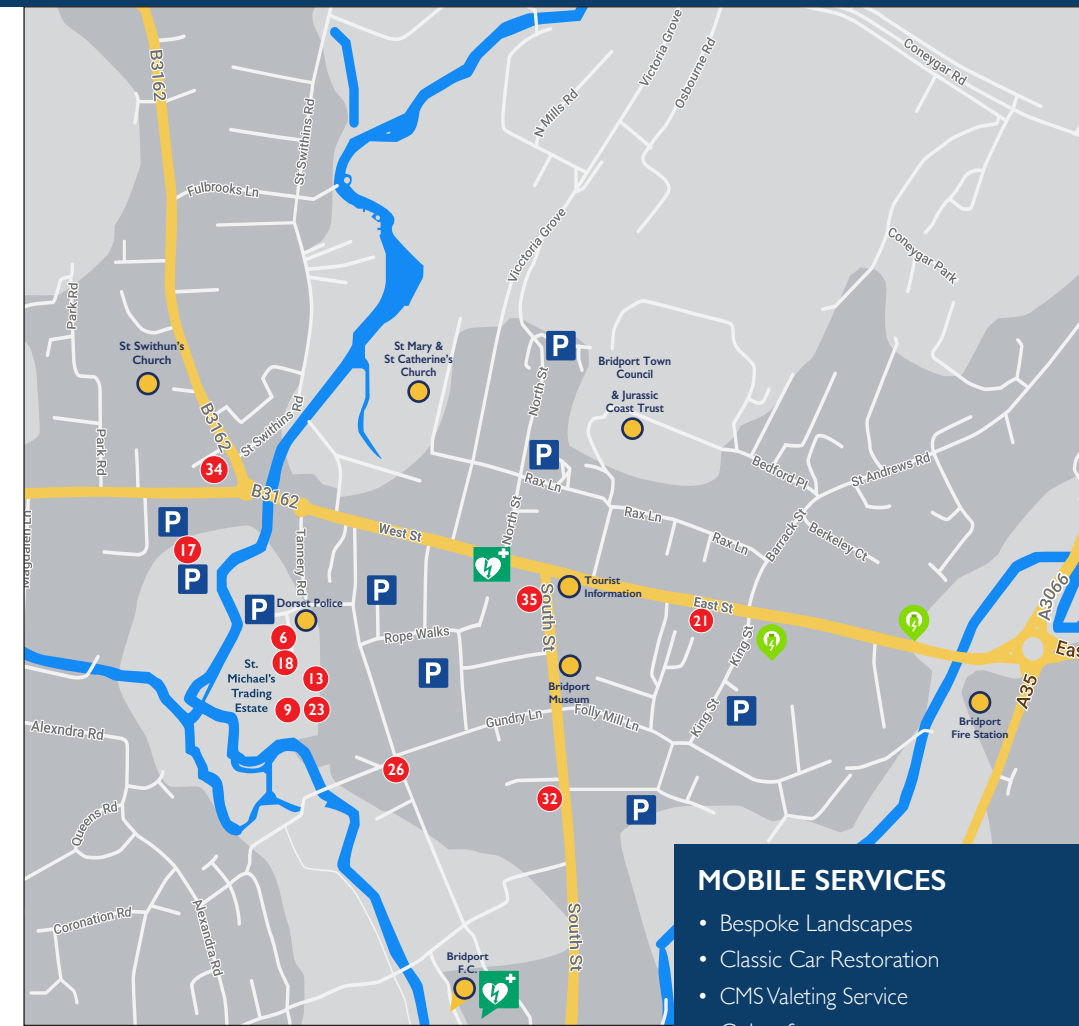 B3162
Victoria Grove
Osbourne Rd
Coneygar Rd
N Mills Rd
St Swithins Rd
Fulbrooks Ln
Vicctoria Grove
Coneygar Park
Park Rd
St Swithun's
Church
St Mary &
St Catherine's
Church
P
Bridport Town
Council
& Jurassic
Coast Trust
North St
B3162
St Swithins Rd
Park Rd
34
P
Rax Ln
Bedford Pl
St Andrews Rd
B3162
West St
North St
Rax Ln
Rax Ln
Barrack St
Berkeley Ct
Magdalen Ln
P
17
P
Tannery Rd
P
Dorset Police
P
35
South St
Tourist
Information
East St
21
King St
A3066
Eas
A35
6
18
13
9
23
St.
Michael's
Trading
Estate
Rope Walks
P
Bridport
Museum
Gundry Ln
Folly Mill Ln
King St
P
Bridport
Fire Station
Alexndra Rd
26
32
P
Queens Rd
Coronation Rd
Alexandra Rd
South St
Bridport
F.C.
MOBILE SERVICES
• Bespoke Landscapes
• Classic Car Restoration
• CMS Valeting Service